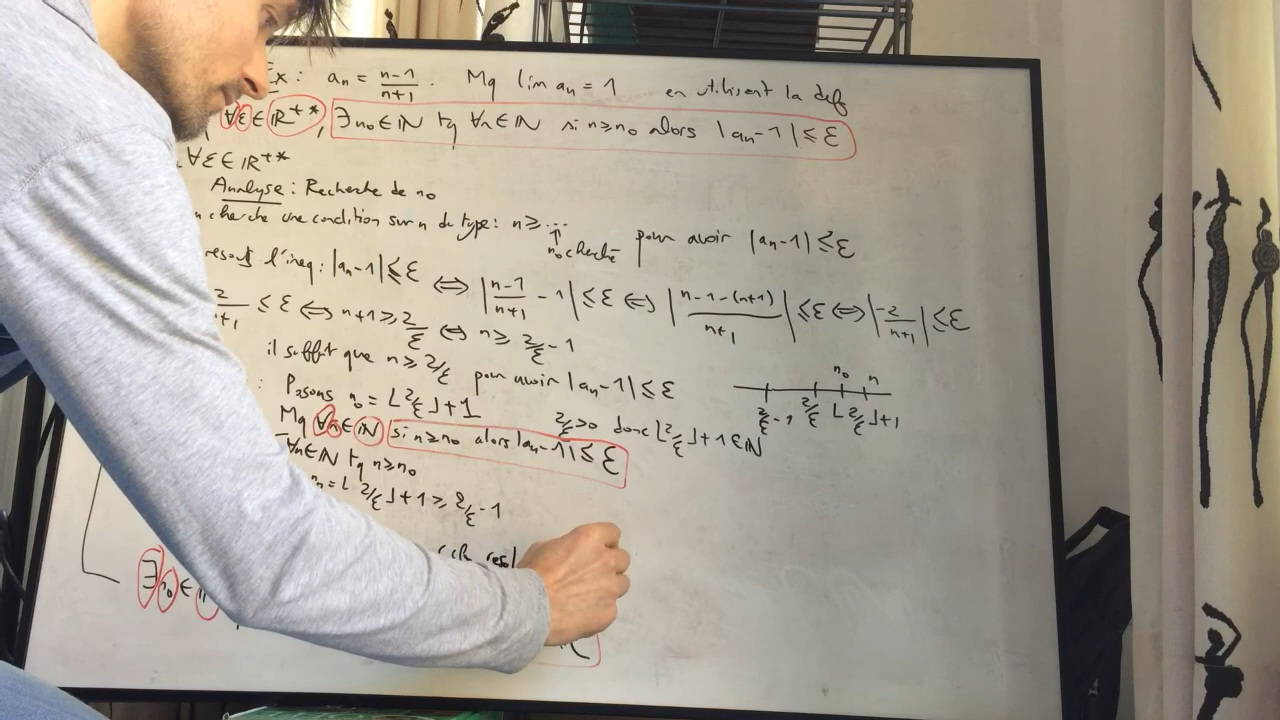 Ex : an = n-1/n+1 . Mq lim an = 1 en utilisant la def
∀ε∈ℝ+*, ∃n0∈ℕ tq ∀n∈ℕ si n≥n0 alors |an-1|≤ε
∀ε∈ℝ+*
Analyse : Recherche de n0
cherche une condition sur n du type : n≥... pour avoir |an-1|≤ε
↑ n0 cherché
l'ineq : |an-1|≤ε ⇔ |n-1/n+1 - 1|≤ε ⇔ |n-1-(n+1)/n+1|≤ε ⇔ |-2/n+1|≤ε
≤ε ⇔ n+1≥2/ε ⇔ n≥2/ε-1
il suffit que n≥2/ε pour avoir |an-1|≤ε
n0 n
2/ε-1 2/ε ⌊2/ε⌋+1
: Posons n0 = ⌊2/ε⌋+1
2/ε>0 donc ⌊2/ε⌋+1∈ℕ
Mq ∀n∈ℕ si n≥n0 alors |an-1|≤ε
∀n∈ℕ tq n≥n0
n0=⌊2/ε⌋+1≥2/ε-1
∃n0∈